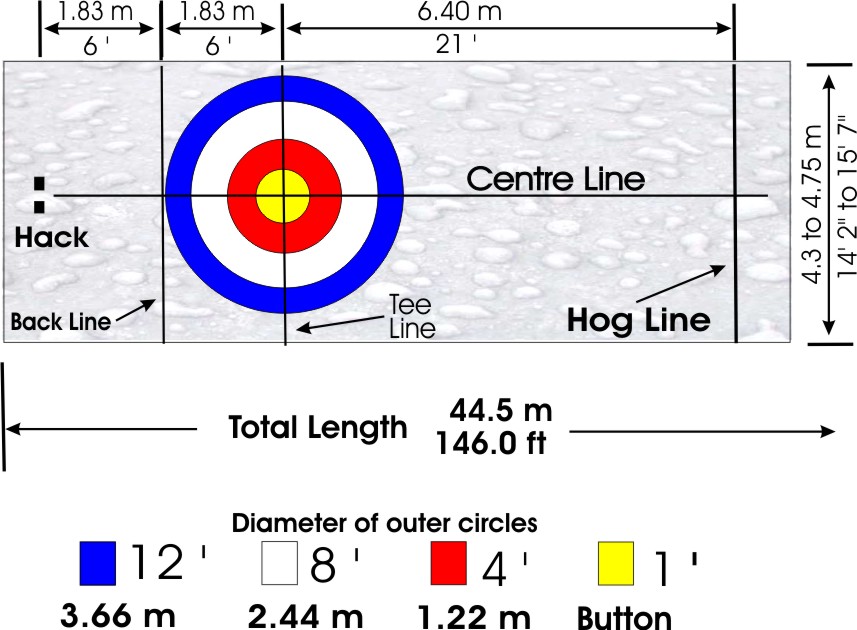 1.83 m 1.83 m 6.40 m
6 ' 6 ' 21 '
4.3 to 4.75 m
14' 2" to 15' 7"
Centre Line
Hack
Back Line
Tee
Line
Hog Line
Total Length 44.5 m
146.0 ft
Diameter of outer circles
12 ' 8 ' 4 ' 1 '
3.66 m 2.44 m 1.22 m Button